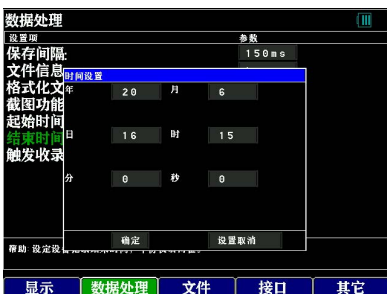 数据处理
设置项 参数
保存间隔: 150ms
文件信息
格式化文
截图功能
起始时间
结束时间
触发收录
时间设置
年 20 月 6
日 16 时 15
分 0 秒 0
确定 设置取消
帮助 设定设
显示 数据处理 文件 接口 其它